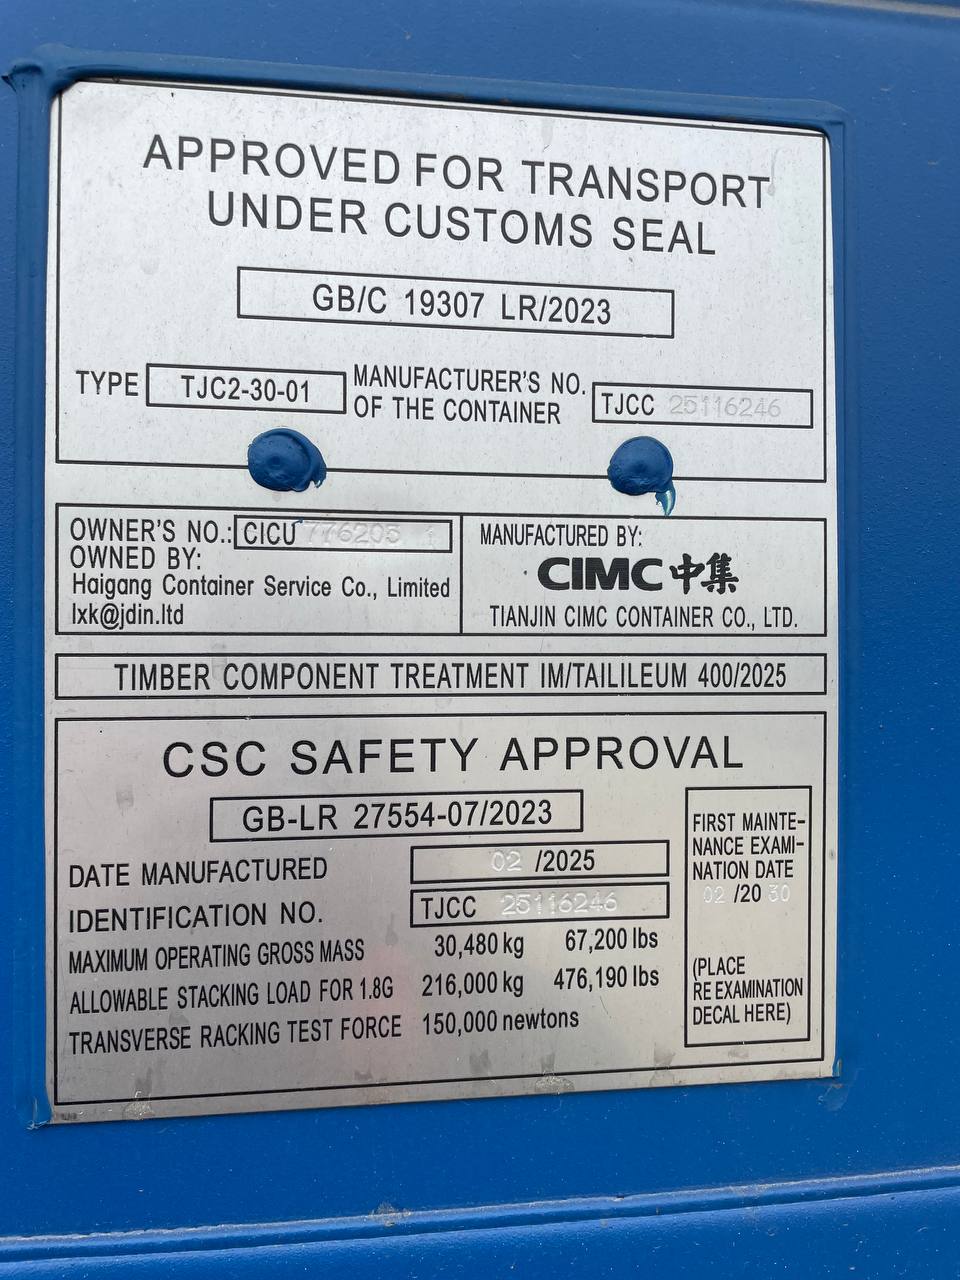 APPROVED FOR TRANSPORT
UNDER CUSTOMS SEAL
GB/C 19307 LR/2023
TYPE TJC2-30-01
MANUFACTURER'S NO.
OF THE CONTAINER
TJCC 25116246
OWNER'S NO.: CICU 776205 1
OWNED BY:
Haigang Container Service Co., Limited
lxk@jdin.ltd
MANUFACTURED BY:
CIMC 中集
TIANJIN CIMC CONTAINER CO., LTD.
TIMBER COMPONENT TREATMENT IM/TAILILEUM 400/2025
CSC SAFETY APPROVAL
GB-LR 27554-07/2023
DATE MANUFACTURED 02 /2025
IDENTIFICATION NO. TJCC 25116246
MAXIMUM OPERATING GROSS MASS 30,480 kg 67,200 lbs
ALLOWABLE STACKING LOAD FOR 1.8G 216,000 kg 476,190 lbs
TRANSVERSE RACKING TEST FORCE 150,000 newtons
FIRST MAINTE-
NANCE EXAMI-
NATION DATE
02 /20 30
(PLACE
RE EXAMINATION
DECAL HERE)